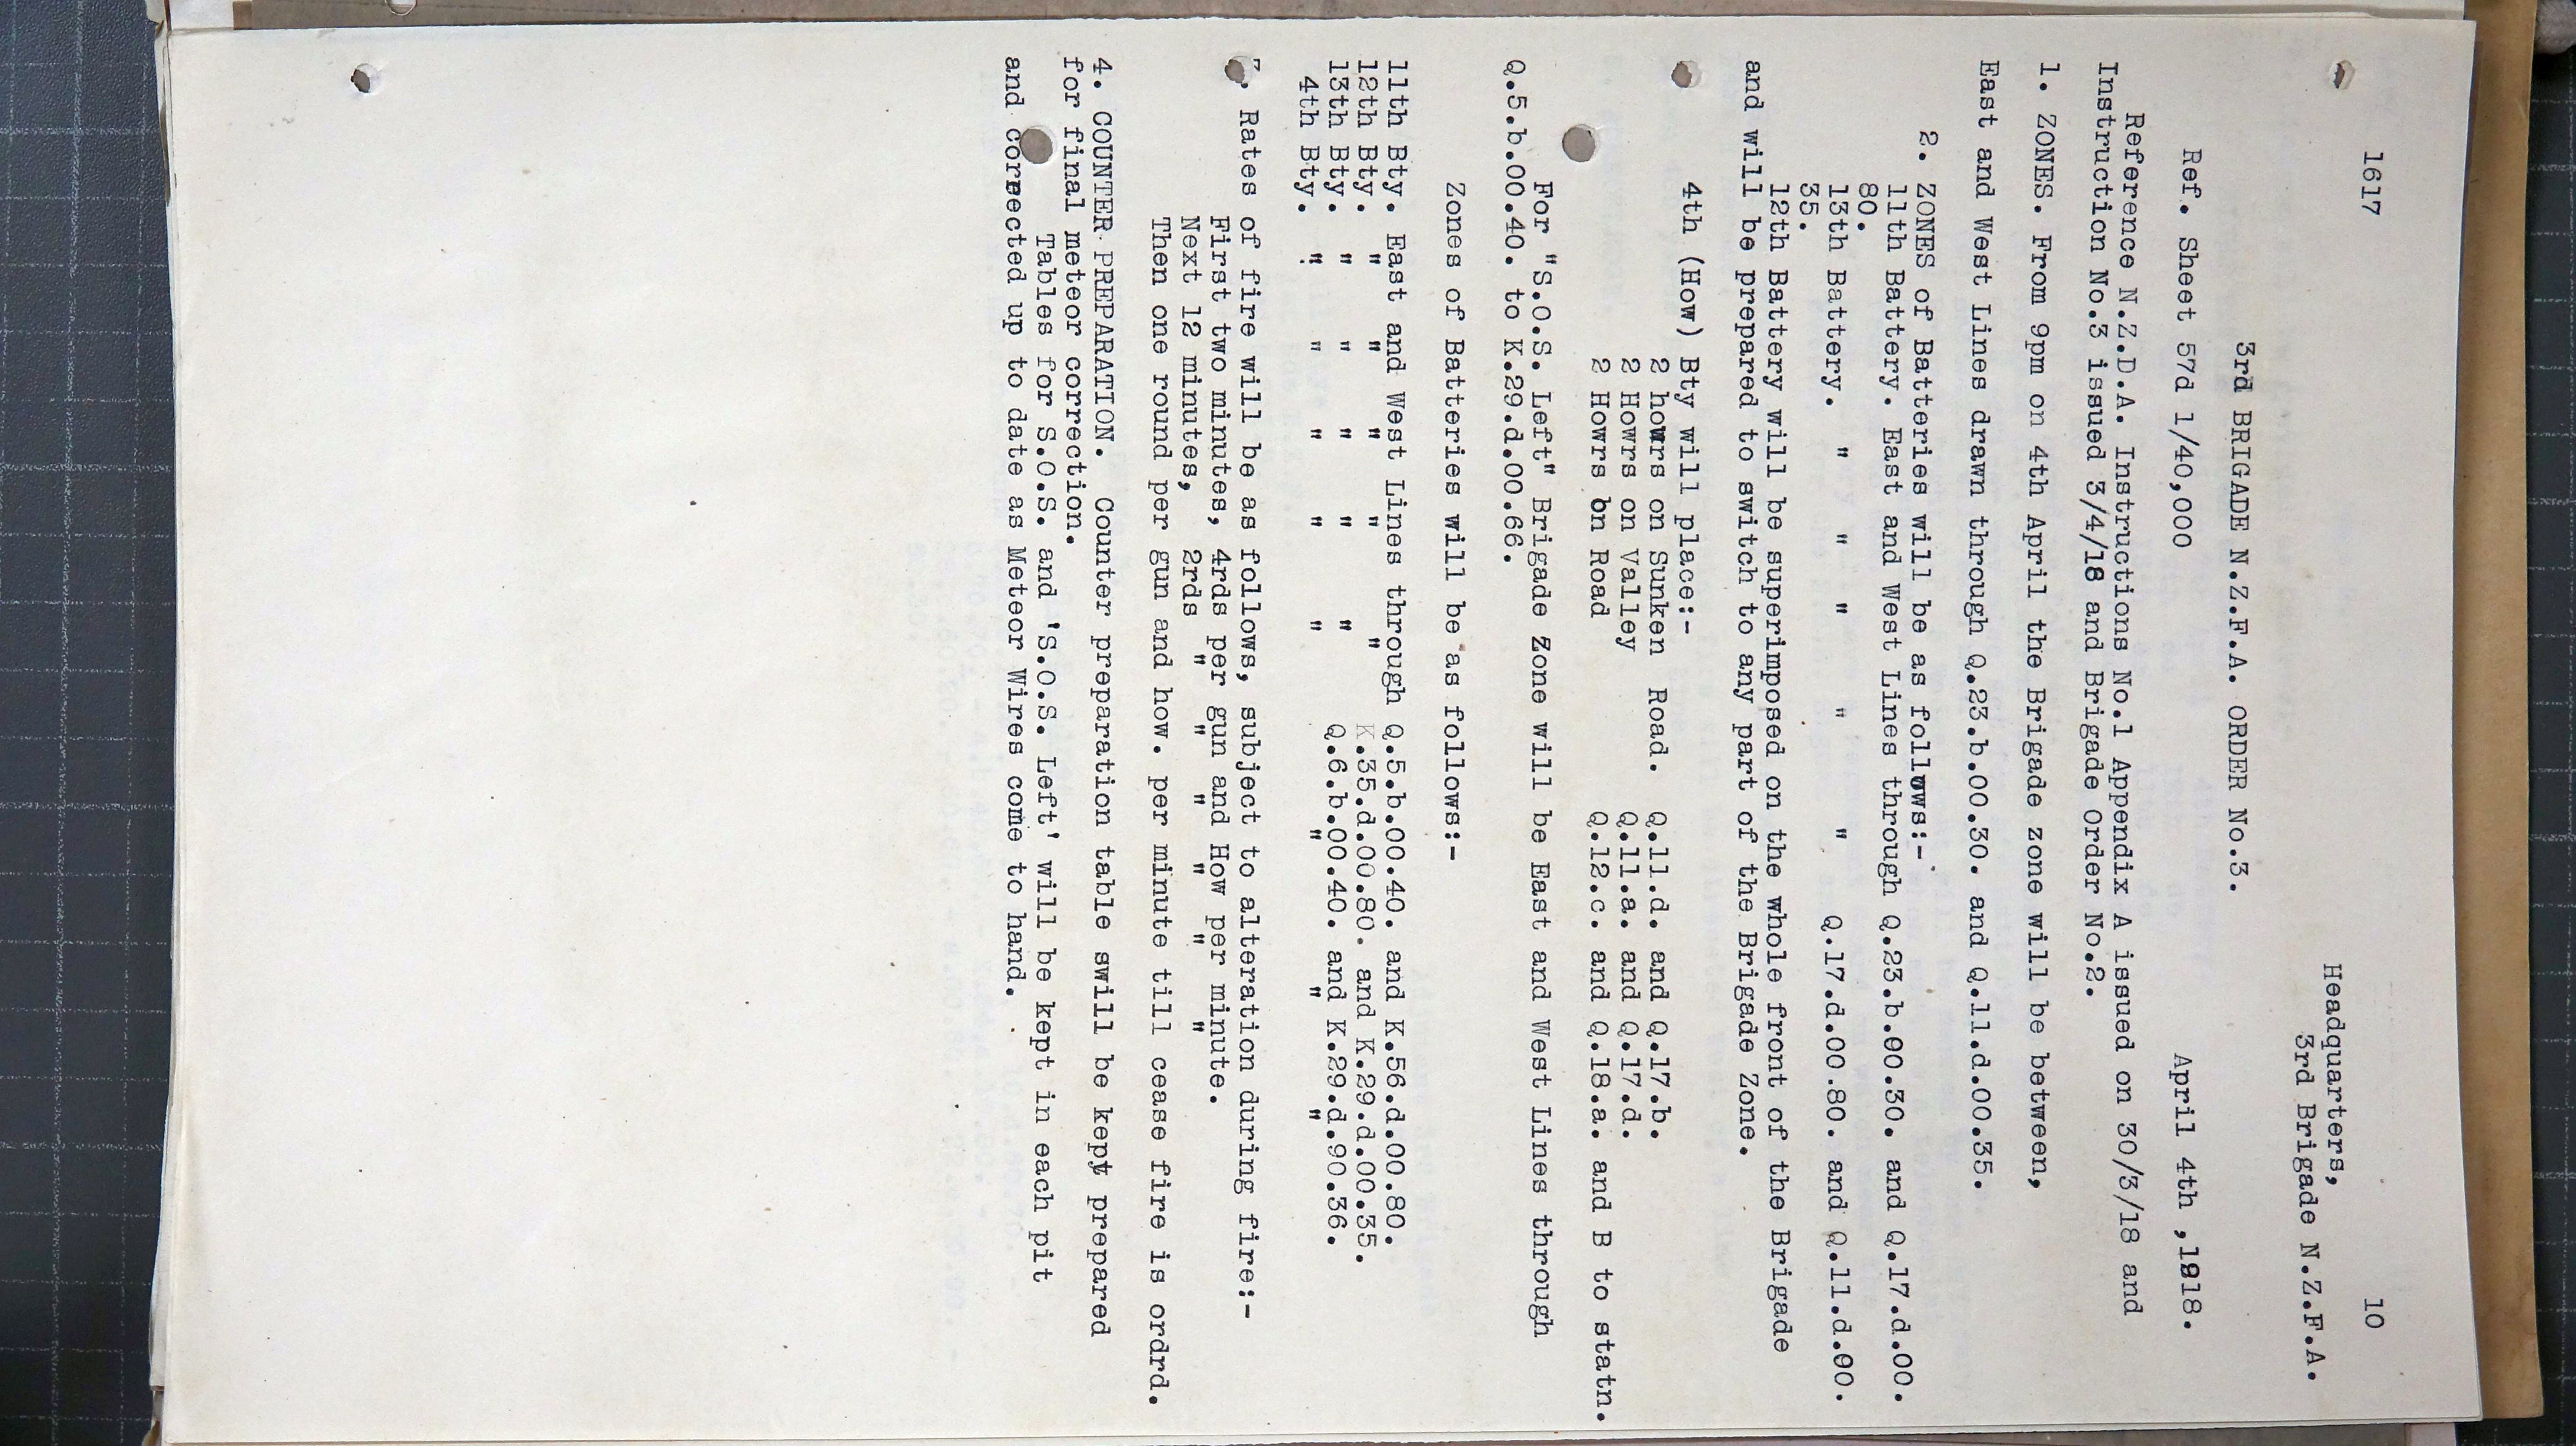 1617 10
Headquarters,
3rd Brigade N.Z.F.A.
3rd BRIGADE N.Z.F.A. ORDER No.3.
Ref. Sheet 57d 1/40,000 April 4th ,1918.
Reference N.Z.D.A. Instructions No.1 Appendix A issued on 30/3/18 and
Instruction No.3 issued 3/4/18 and Brigade Order No.2.
1. ZONES. From 9pm on 4th April the Brigade zone will be between,
East and West Lines drawn through Q.23.b.00.30. and Q.11.d.00.35.
2. ZONES of Batteries will be as follows:-
11th Battery. East and West Lines through Q.23.b.00.30. and Q.17.d.00.
80.
13th Battery. " " " " " Q.17.d.00.80. and Q.11.d.00.
35.
12th Battery will be superimposed on the whole front of the Brigade
and will be prepared to switch to any part of the Brigade Zone.
4th (How) Bty will place:-
2 howrs on Sunken Road. Q.11.d. and Q.17.b.
2 Howrs on Valley Q.11.a. and Q.17.d.
2 Howrs on Road Q.12.c. and Q.18.a. and B to statn.
For "S.O.S. Left" Brigade Zone will be East and West Lines through
Q.5.b.00.40. to K.29.d.00.66.
Zones of Batteries will be as follows:-
11th Bty. East and West Lines through Q.5.b.00.40. and K.56.d.00.80.
12th Bty. " " " " " K.35.d.00.80. and K.29.d.00.35.
13th Bty. " " " " " Q.6.b.00.40. and K.29.d.90.36.
4th Bty. " " " " " " " "
Rates of fire will be as follows, subject to alteration during fire:-
First two minutes, 4rds per gun and How per minute.
Next 12 minutes, 2rds " " " " " "
Then one round per gun and how. per minute till cease fire is ordrd.
4. COUNTER PREPARATION. Counter preparation table swill be kept prepared
for final meteor correction.
Tables for S.O.S. and 'S.O.S. Left' will be kept in each pit
and corrected up to date as Meteor Wires come to hand.